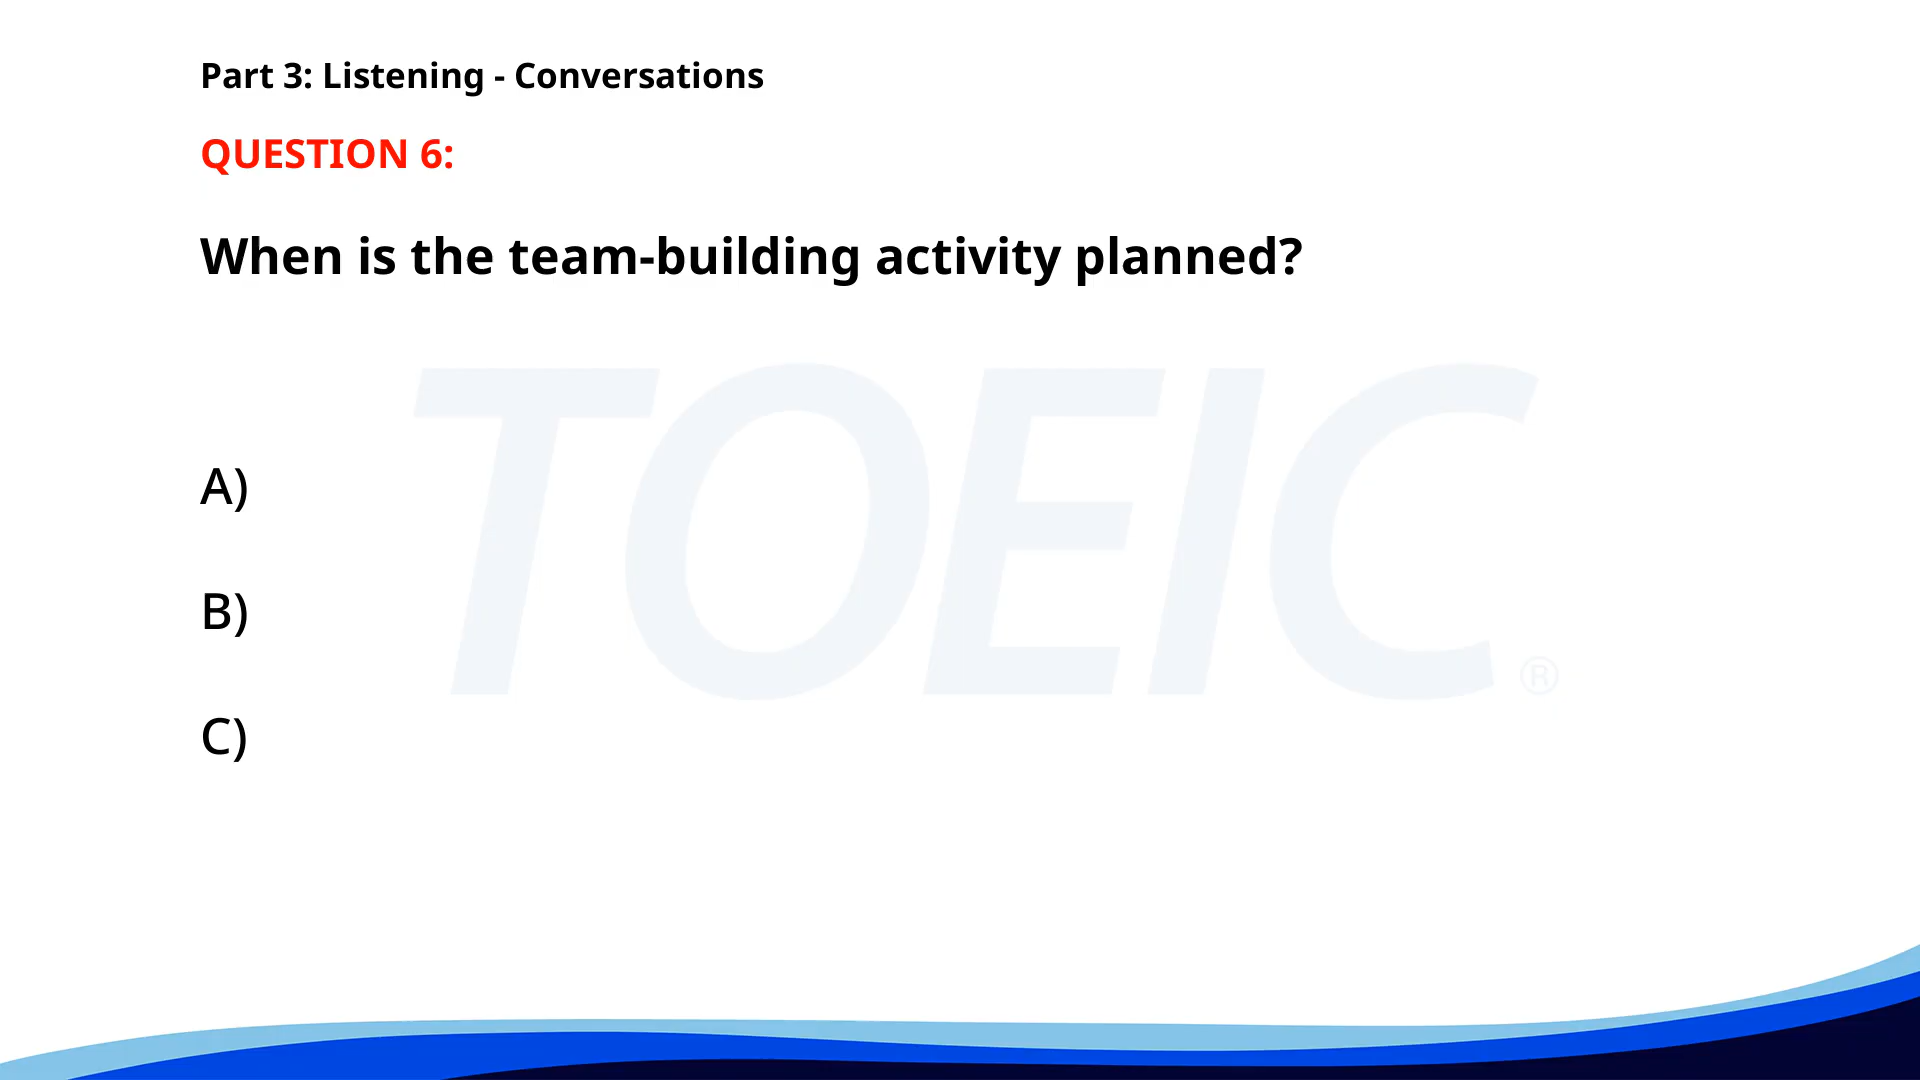 Part 3: Listening - Conversations
QUESTION 6:
When is the team-building activity planned?
TOEIC®
A)
B)
C)